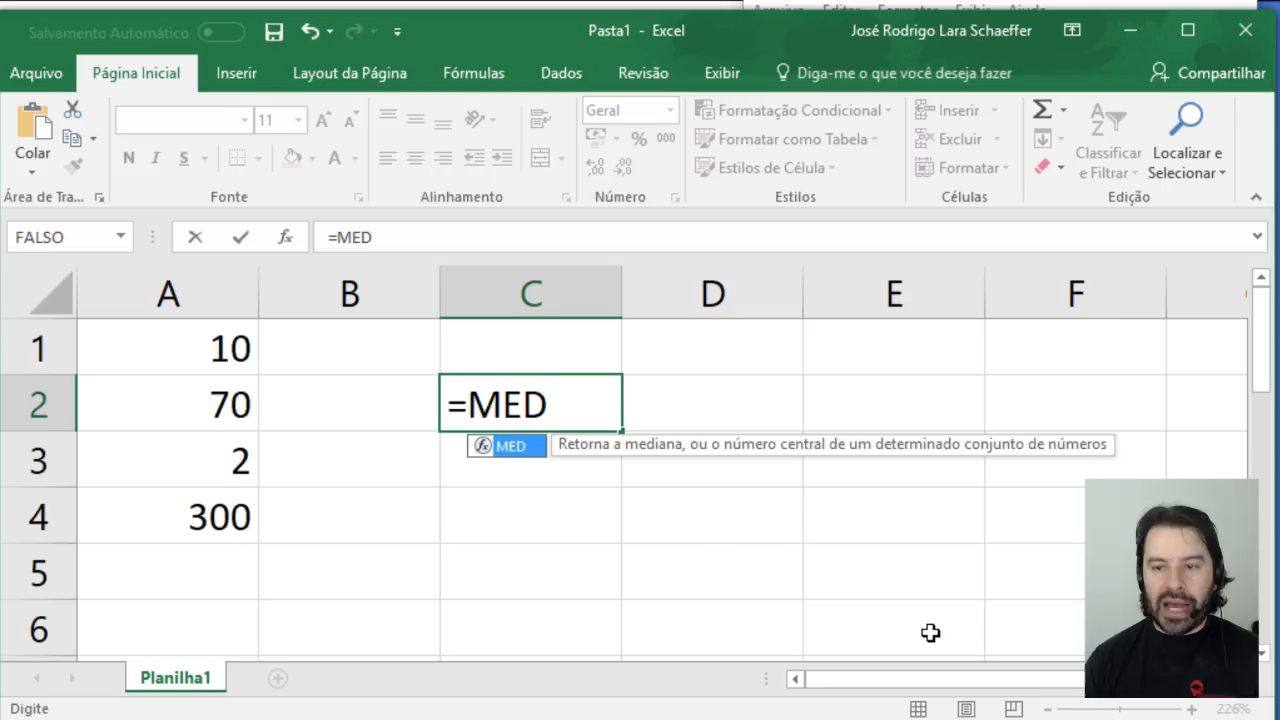 Salvamento Automático
Pasta1 - Excel
José Rodrigo Lara Schaeffer
Arquivo
Página Inicial
Inserir
Layout da Página
Fórmulas
Dados
Revisão
Exibir
Diga-me o que você deseja fazer
Compartilhar
Colar
11
N I S
A
Geral
% 000
Formatação Condicional
Formatar como Tabela
Estilos de Célula
Inserir
Excluir
Formatar
Classificar
e Filtrar
Localizar e
Selecionar
Área de Tra...
Fonte
Alinhamento
Número
Estilos
Células
Edição
FALSO
fx
=MED
A B C D E F
1 10
2 70 =MED
fx MED Retorna a mediana, ou o número central de um determinado conjunto de números
3 2
4 300
5
6
Planilha1
Digite
226%